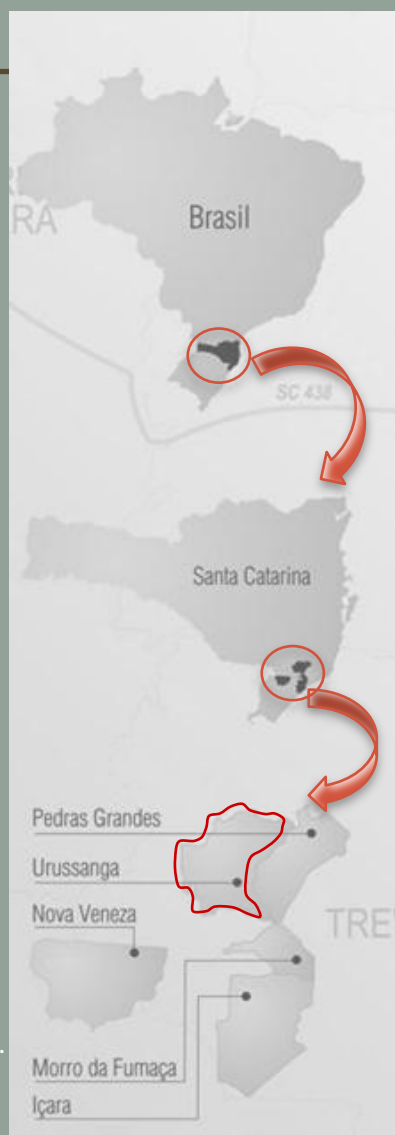 RA
Brasil
SC 438
Santa Catarina
Pedras Grandes
Urussanga
Nova Veneza
TRE
Morro da Fumaça
Içara